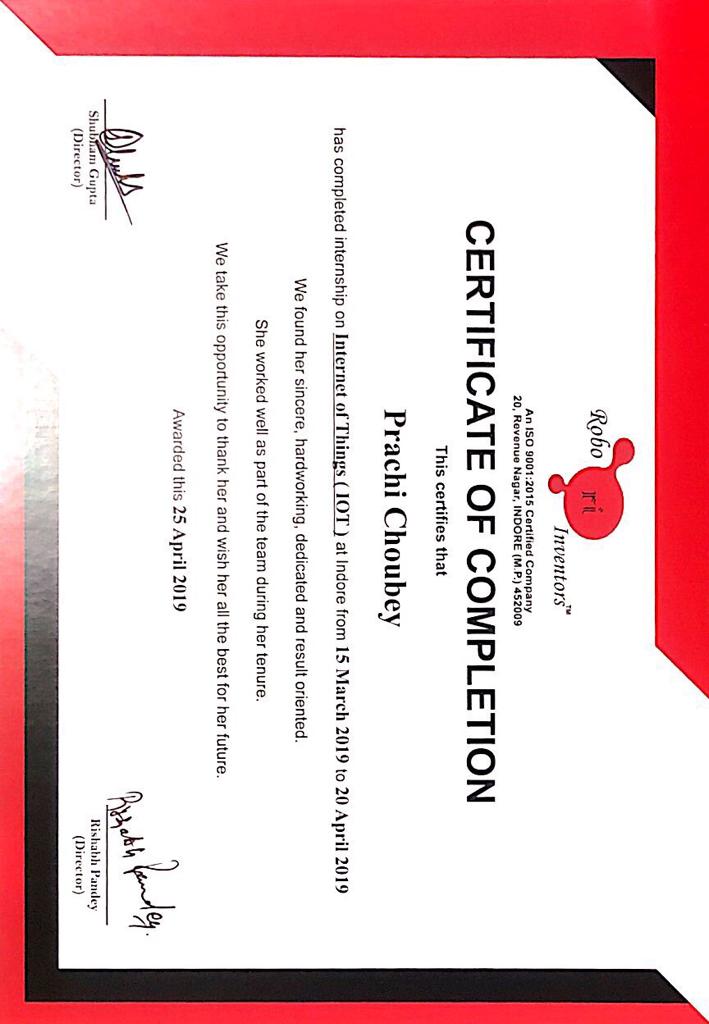 Robo
ri
Inventors™
An ISO 9001:2015 Certified Company
20, Revenue Nagar, INDORE (M.P.) 452009
CERTIFICATE OF COMPLETION
This certifies that
Prachi Choubey
has completed internship on Internet of Things ( IOT ) at Indore from 15 March 2019 to 20 April 2019
We found her sincere, hardworking, dedicated and result oriented.
She worked well as part of the team during her tenure.
We take this opportunity to thank her and wish her all the best for her future.
Awarded this 25 April 2019
Rishabh Pandey.
Shubham Gupta
(Director)
Rishabh Pandey
(Director)